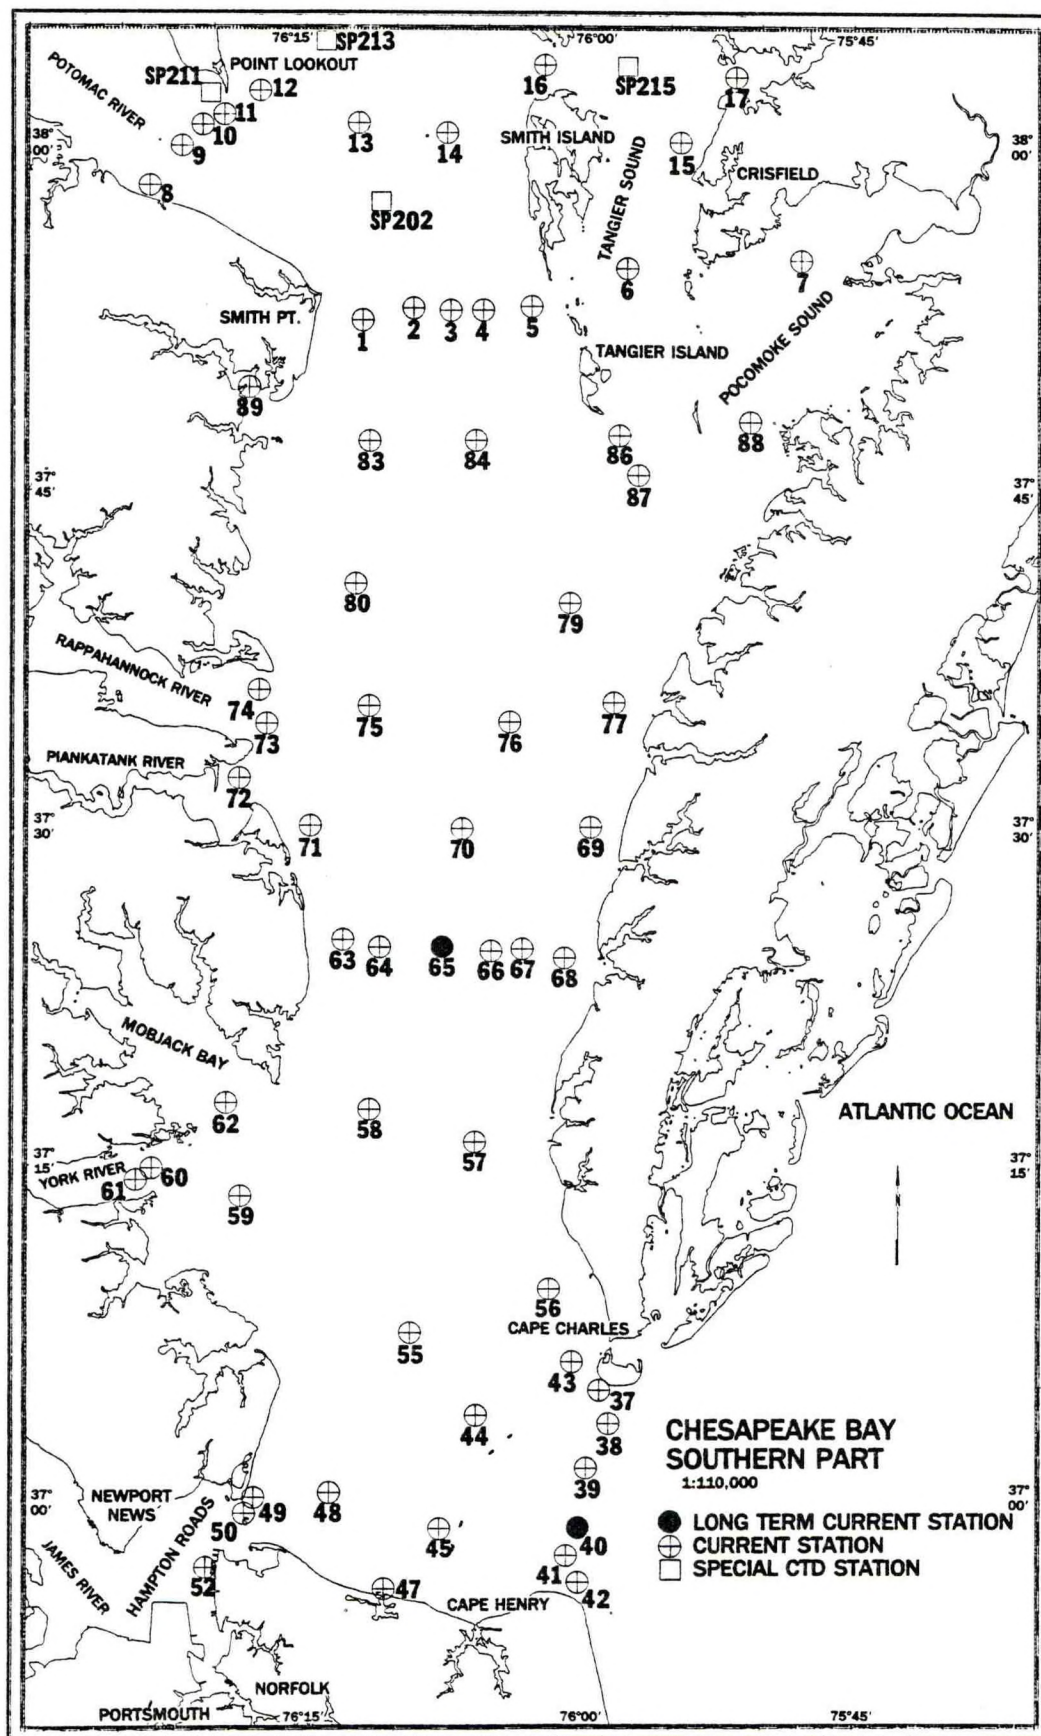 76°15'
SP213
76°00'
75°45'
POTOMAC RIVER
SP211
POINT LOOKOUT
12
16
SP215
17
11
10
9
13
14
SMITH ISLAND
15
38°
00'
38°
00'
CRISFIELD
8
SP202
TANGIER SOUND
6
7
SMITH PT.
1
2
3
4
5
TANGIER ISLAND
POCOMOKE SOUND
89
83
84
86
88
87
37°
45'
37°
45'
80
79
RAPPAHANNOCK RIVER
74
73
75
76
77
PIANKATANK RIVER
72
37°
30'
71
70
69
37°
30'
63
64
65
66
67
68
MOBJACK BAY
62
58
57
ATLANTIC OCEAN
37°
15'
YORK RIVER
60
61
37°
15'
59
N
56
CAPE CHARLES
55
43
37
44
38
CHESAPEAKE BAY
SOUTHERN PART
1:110,000
39
37°
00'
NEWPORT
NEWS
49
48
50
37°
00'
HAMPTON ROADS
JAMES RIVER
45
40
LONG TERM CURRENT STATION
CURRENT STATION
SPECIAL CTD STATION
41
42
52
47
CAPE HENRY
NORFOLK
PORTSMOUTH
76°15'
76°00'
75°45'